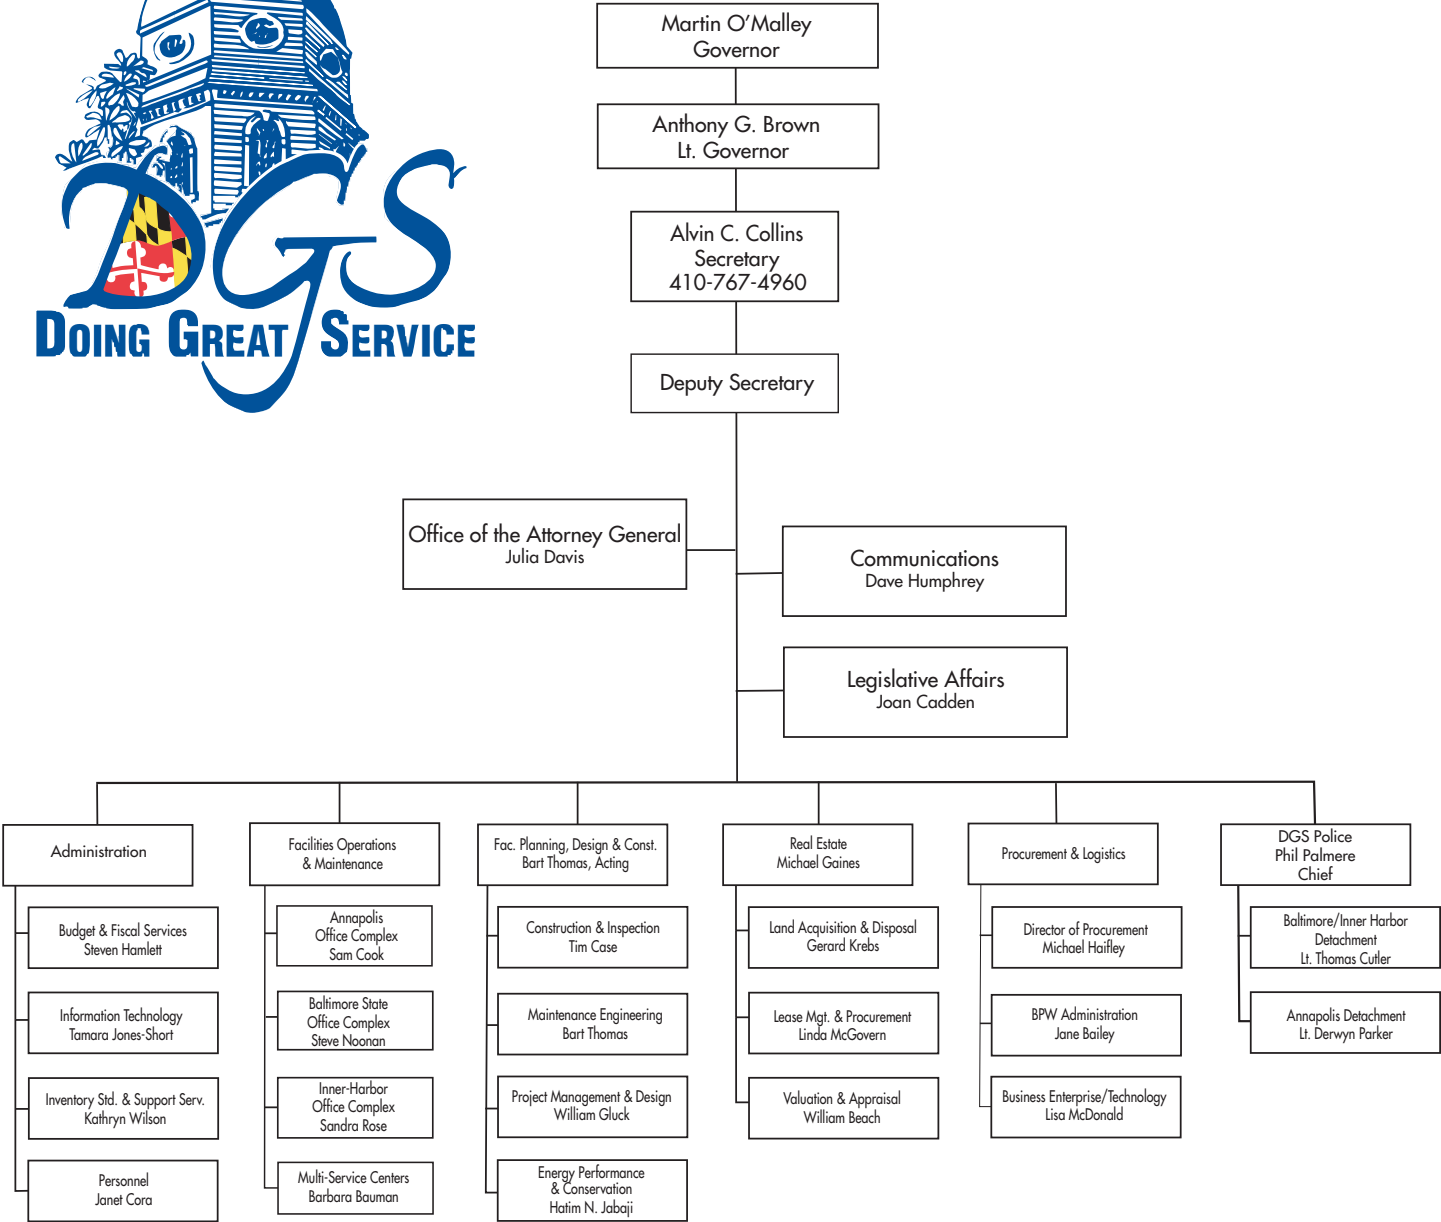 DGS
DOING GREAT SERVICE
Martin O'Malley
Governor
Anthony G. Brown
Lt. Governor
Alvin C. Collins
Secretary
410-767-4960
Deputy Secretary
Office of the Attorney General
Julia Davis
Communications
Dave Humphrey
Legislative Affairs
Joan Cadden
Administration
Budget & Fiscal Services
Steven Hamlett
Information Technology
Tamara Jones-Short
Inventory Std. & Support Serv.
Kathryn Wilson
Personnel
Janet Cora
Facilities Operations
& Maintenance
Annapolis
Office Complex
Sam Cook
Baltimore State
Office Complex
Steve Noonan
Inner-Harbor
Office Complex
Sandra Rose
Multi-Service Centers
Barbara Bauman
Fac. Planning, Design & Const.
Bart Thomas, Acting
Construction & Inspection
Tim Case
Maintenance Engineering
Bart Thomas
Project Management & Design
William Gluck
Energy Performance
& Conservation
Hatim N. Jabaji
Real Estate
Michael Gaines
Land Acquisition & Disposal
Gerard Krebs
Lease Mgt. & Procurement
Linda McGovern
Valuation & Appraisal
William Beach
Procurement & Logistics
Director of Procurement
Michael Haifley
BPW Administration
Jane Bailey
Business Enterprise/Technology
Lisa McDonald
DGS Police
Phil Palmere
Chief
Baltimore/Inner Harbor
Detachment
Lt. Thomas Cutler
Annapolis Detachment
Lt. Derwyn Parker